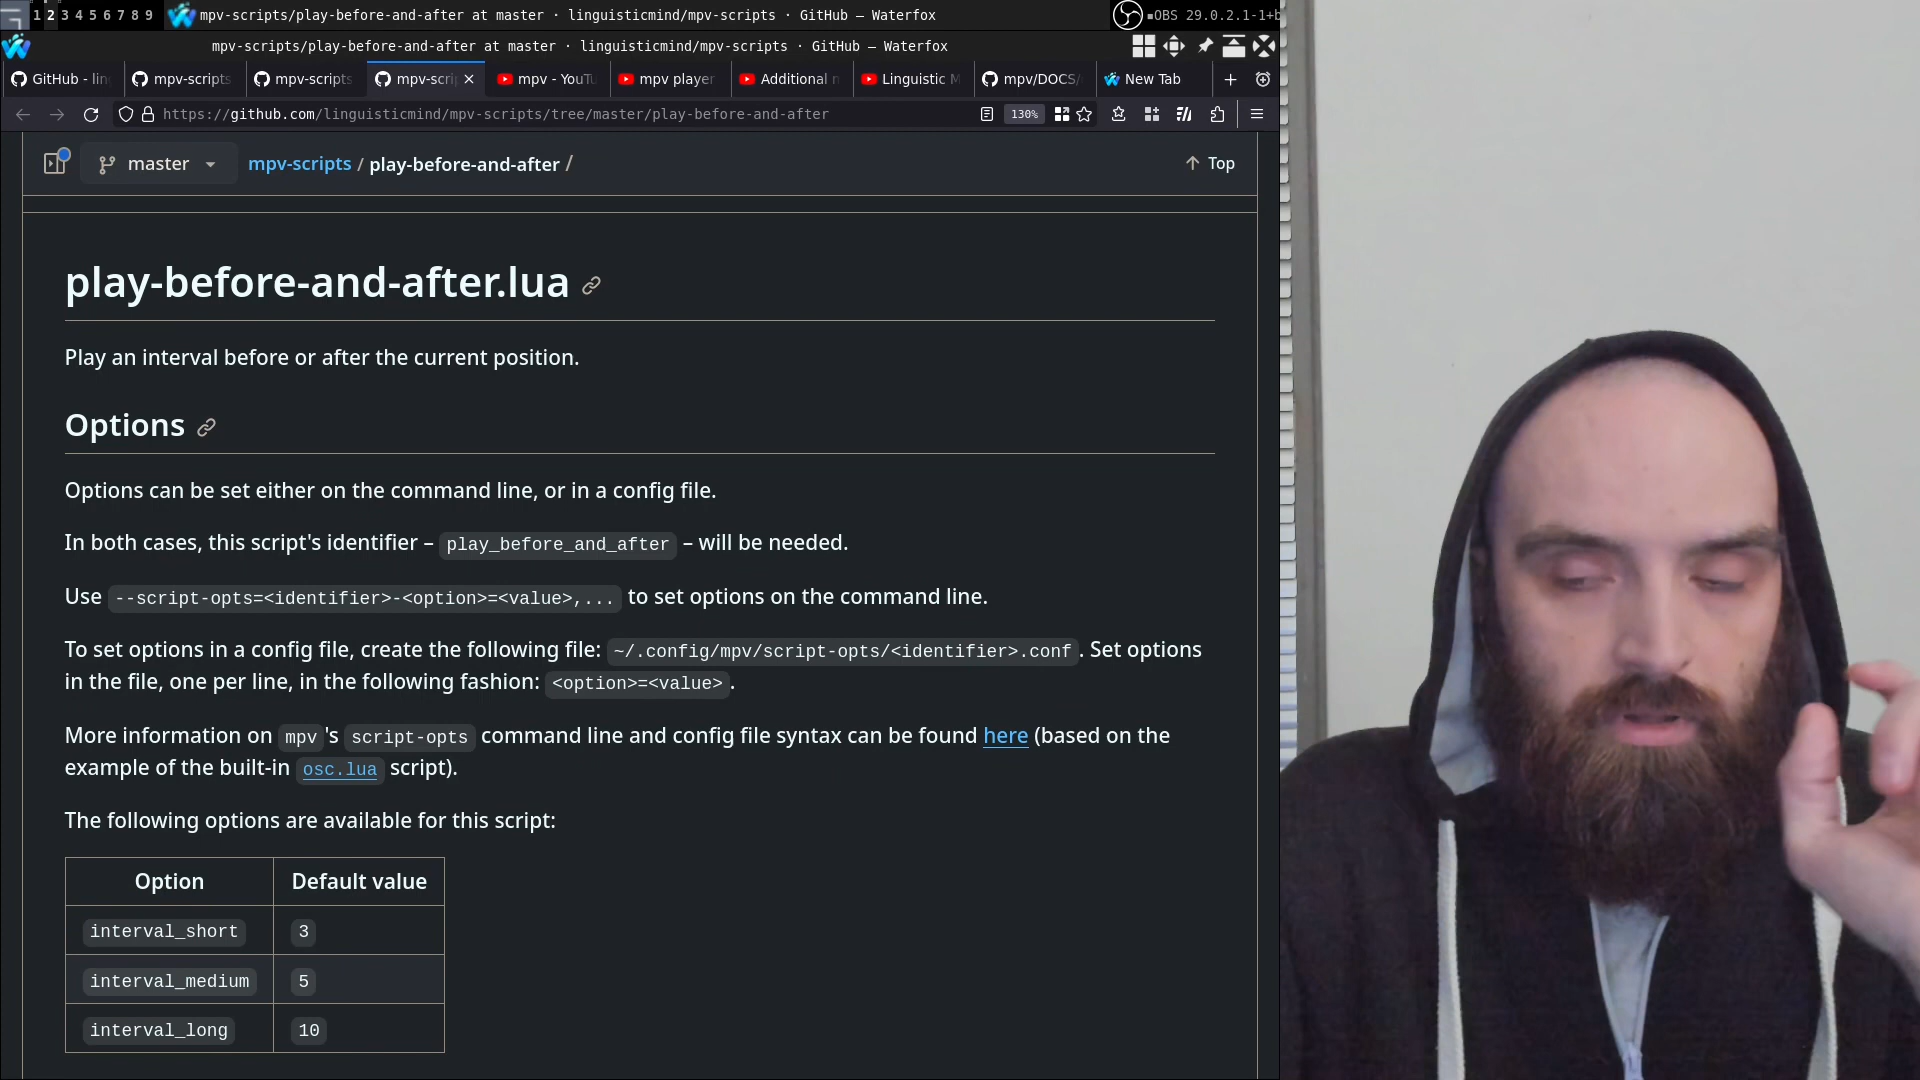 1 2 3 4 5 6 7 8 9 mpv-scripts/play-before-and-after at master · linguisticmind/mpv-scripts · GitHub — Waterfox OBS 29.0.2.1-1+b
mpv-scripts/play-before-and-after at master · linguisticmind/mpv-scripts · GitHub — Waterfox
GitHub - lin mpv-scripts mpv-scripts mpv-scri mpv - YouTu mpv player Additional n Linguistic M mpv/DOCS/ New Tab
https://github.com/linguisticmind/mpv-scripts/tree/master/play-before-and-after 130%
master mpv-scripts / play-before-and-after / Top
play-before-and-after.lua
Play an interval before or after the current position.
Options
Options can be set either on the command line, or in a config file.
In both cases, this script's identifier – play_before_and_after – will be needed.
Use --script-opts=<identifier>-<option>=<value>,... to set options on the command line.
To set options in a config file, create the following file: ~/.config/mpv/script-opts/<identifier>.conf. Set options
in the file, one per line, in the following fashion: <option>=<value>.
More information on mpv's script-opts command line and config file syntax can be found here (based on the
example of the built-in osc.lua script).
The following options are available for this script:
Option Default value
interval_short 3
interval_medium 5
interval_long 10